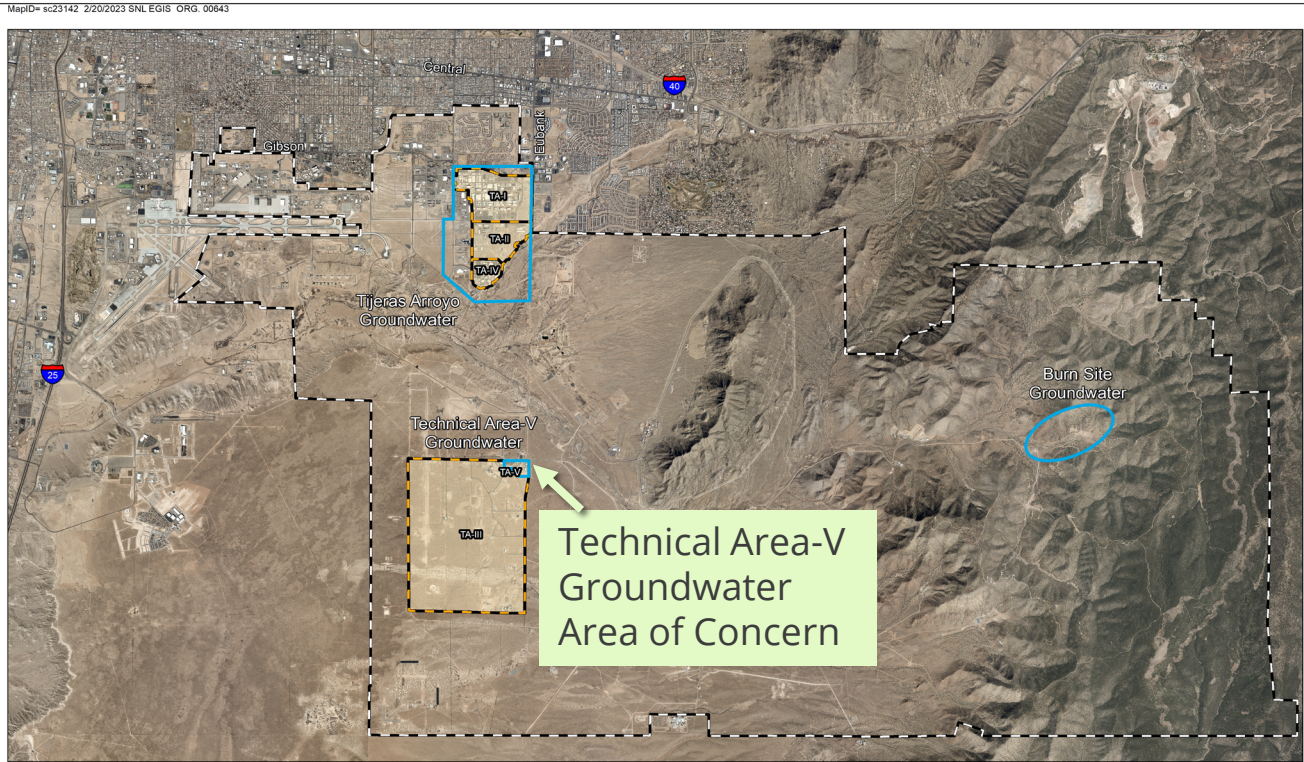 MapID= sc23142 2/20/2023 SNL EGIS ORG. 00643
Central
40
Eubank
Gibson
TA-I
TA-II
TA-IV
Tijeras Arroyo
Groundwater
25
Burn Site
Groundwater
Technical Area-V
Groundwater
TA-V
TA-III
Technical Area-V
Groundwater
Area of Concern